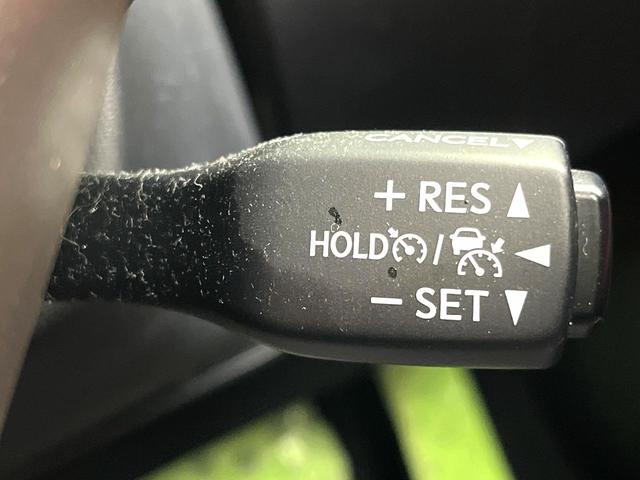 CANCEL▼
+ RES ▲
HOLD / ◀
− SET ▼